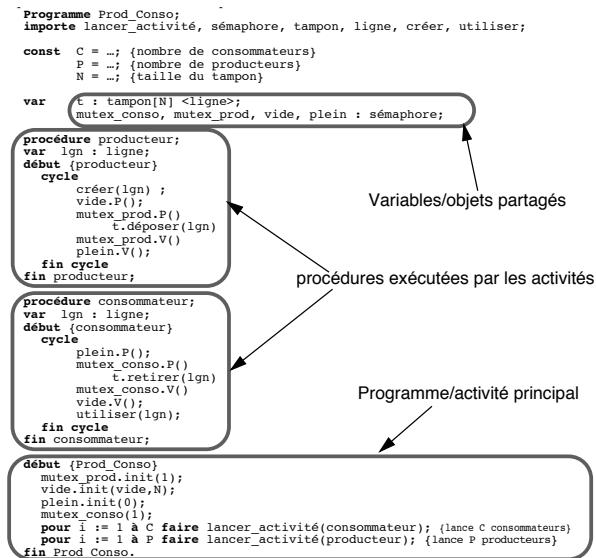 Programme Prod_Conso;
importe lancer_activité, sémaphore, tampon, ligne, créer, utiliser;
const C = …; {nombre de consommateurs}
P = …; {nombre de producteurs}
N = …; {taille du tampon}
var t : tampon[N] <ligne>;
mutex_conso, mutex_prod, vide, plein : sémaphore;
procédure producteur;
var lgn : ligne;
début {producteur}
cycle
créer(lgn) ;
vide.P();
mutex_prod.P()
t.déposer(lgn)
mutex_prod.V()
plein.V();
fin cycle
fin producteur;
Variables/objets partagés
procédures exécutées par les activités
procédure consommateur;
var lgn : ligne;
début {consommateur}
cycle
plein.P();
mutex_conso.P()
t.retirer(lgn)
mutex_conso.V()
vide.V();
utiliser(lgn);
fin cycle
fin consommateur;
Programme/activité principal
début {Prod_Conso}
mutex_prod.init(1);
vide.init(vide,N);
plein.init(0);
mutex_conso(1);
pour i := 1 à C faire lancer_activité(consommateur); {lance C consommateurs}
pour i := 1 à P faire lancer_activité(producteur); {lance P producteurs}
fin Prod_Conso.